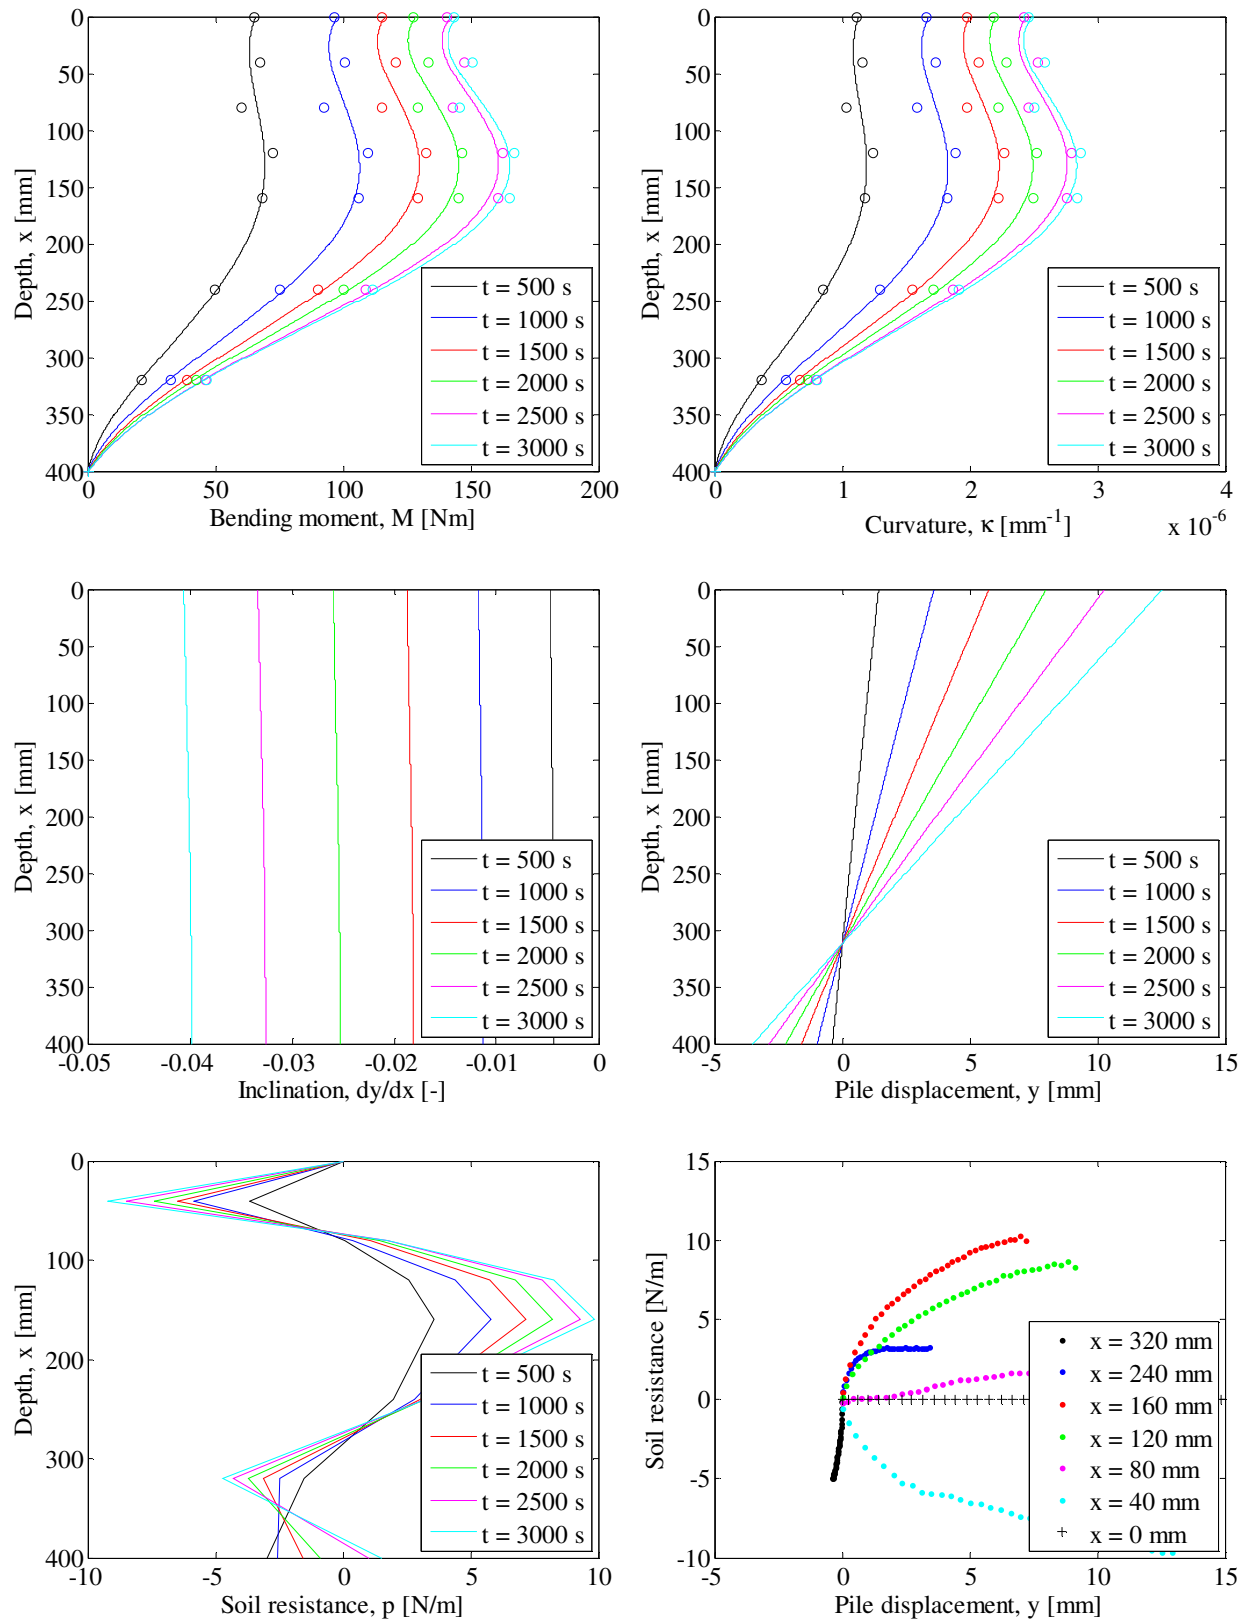 0
50
100
150
200
250
300
350
400
0
50
100
150
200
Depth, x [mm]
Bending moment, M [Nm]
t = 500 s
t = 1000 s
t = 1500 s
t = 2000 s
t = 2500 s
t = 3000 s
0
50
100
150
200
250
300
350
400
0
1
2
3
4
x 10-6
Depth, x [mm]
Curvature, κ [mm-1]
t = 500 s
t = 1000 s
t = 1500 s
t = 2000 s
t = 2500 s
t = 3000 s
0
50
100
150
200
250
300
350
400
-0.05
-0.04
-0.03
-0.02
-0.01
0
Depth, x [mm]
Inclination, dy/dx [-]
t = 500 s
t = 1000 s
t = 1500 s
t = 2000 s
t = 2500 s
t = 3000 s
0
50
100
150
200
250
300
350
400
-5
0
5
10
15
Depth, x [mm]
Pile displacement, y [mm]
t = 500 s
t = 1000 s
t = 1500 s
t = 2000 s
t = 2500 s
t = 3000 s
0
100
200
300
400
-10
-5
0
5
10
Depth, x [mm]
Soil resistance, p [N/m]
t = 500 s
t = 1000 s
t = 1500 s
t = 2000 s
t = 2500 s
t = 3000 s
15
10
5
0
-5
-10
-5
0
5
10
15
Soil resistance [N/m]
Pile displacement, y [mm]
x = 320 mm
x = 240 mm
x = 160 mm
x = 120 mm
x = 80 mm
x = 40 mm
x = 0 mm